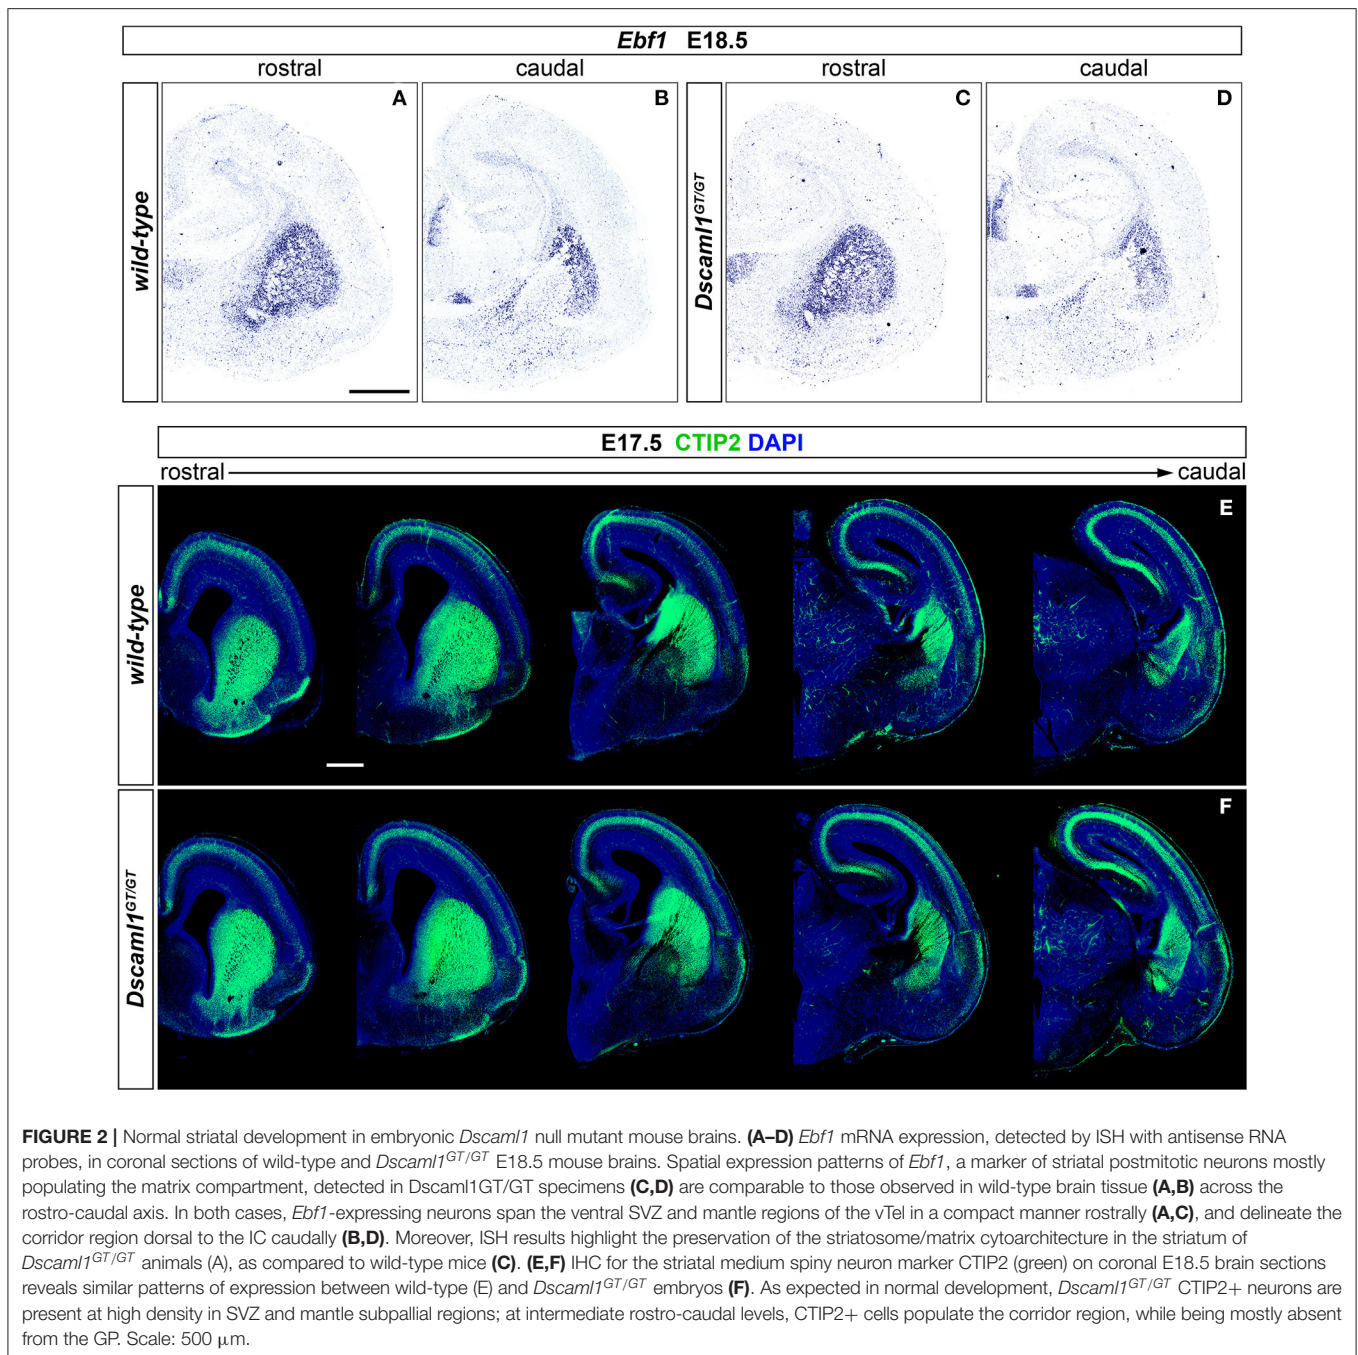 Ebf1 E18.5
rostral caudal rostral caudal
wild-type
A
B
Dscaml1GT/GT
C
D
E17.5 CTIP2 DAPI
rostral caudal
wild-type
E
Dscaml1GT/GT
F
FIGURE 2 | Normal striatal development in embryonic Dscaml1 null mutant mouse brains. (A–D) Ebf1 mRNA expression, detected by ISH with antisense RNA
probes, in coronal sections of wild-type and Dscaml1GT/GT E18.5 mouse brains. Spatial expression patterns of Ebf1, a marker of striatal postmitotic neurons mostly
populating the matrix compartment, detected in Dscaml1GT/GT specimens (C,D) are comparable to those observed in wild-type brain tissue (A,B) across the
rostro-caudal axis. In both cases, Ebf1-expressing neurons span the ventral SVZ and mantle regions of the vTel in a compact manner rostrally (A,C), and delineate the
corridor region dorsal to the IC caudally (B,D). Moreover, ISH results highlight the preservation of the striatosome/matrix cytoarchitecture in the striatum of
Dscaml1GT/GT animals (A), as compared to wild-type mice (C). (E,F) IHC for the striatal medium spiny neuron marker CTIP2 (green) on coronal E18.5 brain sections
reveals similar patterns of expression between wild-type (E) and Dscaml1GT/GT embryos (F). As expected in normal development, Dscaml1GT/GT CTIP2+ neurons are
present at high density in SVZ and mantle subpallial regions; at intermediate rostro-caudal levels, CTIP2+ cells populate the corridor region, while being mostly absent
from the GP. Scale: 500 μm.